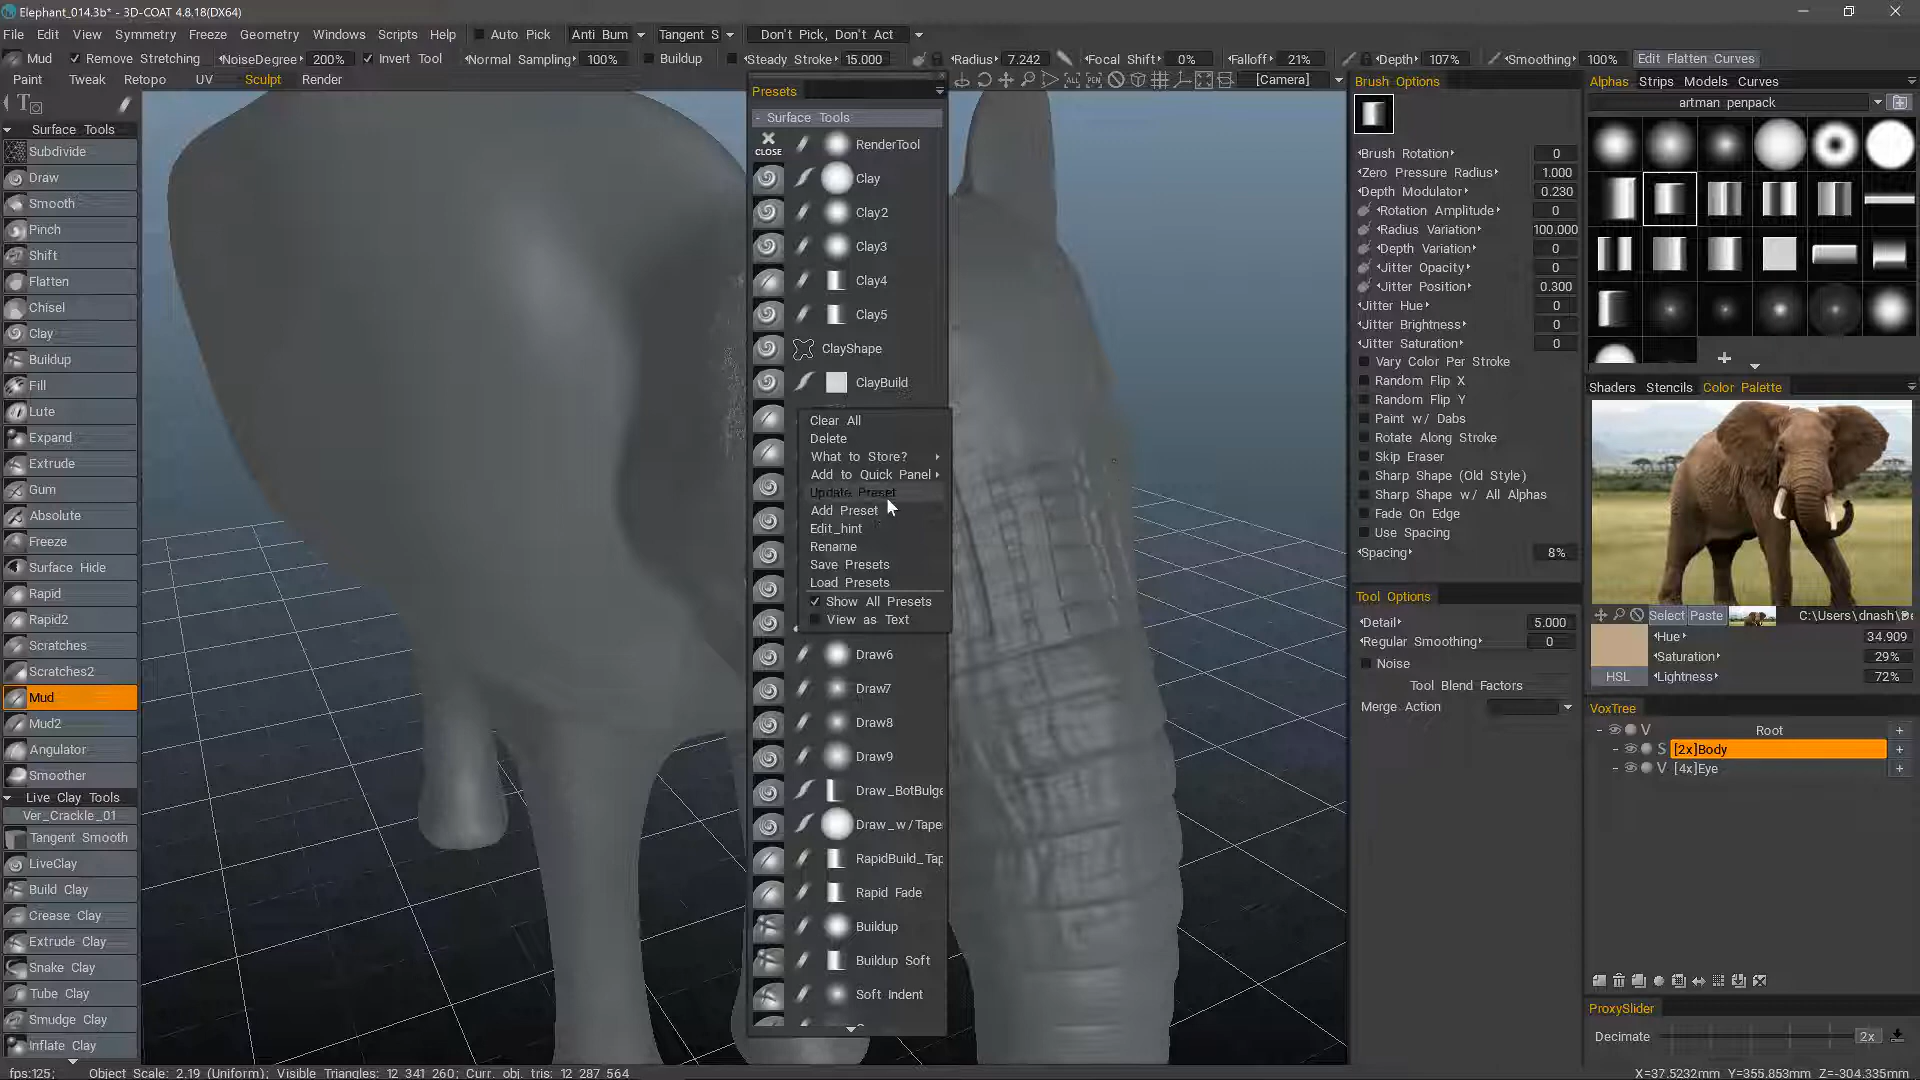 Elephant_014.3b* - 3D-COAT 4.8.18(DX64)
File Edit View Symmetry Freeze Geometry Windows Scripts Help Auto Pick Anti Bum Tangent S Don't Pick, Don't Act
Mud Remove Stretching NoiseDegree 200% Invert Tool Normal Sampling 100% Buildup Steady Stroke 15.000 Radius 7.242 Focal Shift 0% Falloff 21% Depth 107% Smoothing 100% Edit Flatten Curves
Paint Tweak Retopo UV Sculpt Render
[Camera]
Surface Tools
Subdivide
Draw
Smooth
Pinch
Shift
Flatten
Chisel
Clay
Buildup
Fill
Lute
Expand
Extrude
Gum
Absolute
Freeze
Surface Hide
Rapid
Rapid2
Scratches
Scratches2
Mud
Mud2
Angulator
Smoother
Live Clay Tools
Ver_Crackle_01
Tangent Smooth
LiveClay
Build Clay
Crease Clay
Extrude Clay
Snake Clay
Tube Clay
Smudge Clay
Inflate Clay
Presets
- Surface Tools
CLOSE RenderTool
Clay
Clay2
Clay3
Clay4
Clay5
ClayShape
ClayBuild
Clear All
Delete
What to Store?
Add to Quick Panel
Update Preset
Add Preset
Edit_hint
Rename
Save Presets
Load Presets
Show All Presets
View as Text
Draw6
Draw7
Draw8
Draw9
Draw_BotBulge
Draw_w/Tape
RapidBuild_Tap
Rapid Fade
Buildup
Buildup Soft
Soft Indent
Brush Options
Brush Rotation 0
Zero Pressure Radius 1.000
Depth Modulator 0.230
Rotation Amplitude 0
Radius Variation 100.000
Depth Variation 0
Jitter Opacity 0
Jitter Position 0.300
Jitter Hue 0
Jitter Brightness 0
Jitter Saturation 0
Vary Color Per Stroke
Random Flip X
Random Flip Y
Paint w/ Dabs
Rotate Along Stroke
Skip Eraser
Sharp Shape (Old Style)
Sharp Shape w/ All Alphas
Fade On Edge
Use Spacing
Spacing 8%
Tool Options
Detail 5.000
Regular Smoothing 0
Noise
Tool Blend Factors
Merge Action
Alphas Strips Models Curves
artman penpack
Shaders Stencils Color Palette
Select Paste C:\Users\dnash\
Hue 34.909
Saturation 29%
HSL Lightness 72%
VoxTree
V Root +
S [2x]Body +
V [4x]Eye +
ProxySlider
Decimate 2x
fps:125; Object Scale: 2.19 (Uniform); Visible Triangles: 12 341 260; Curr. obj. tris: 12 287 564 X=37.5232mm Y=355.853mm Z=-304.335mm